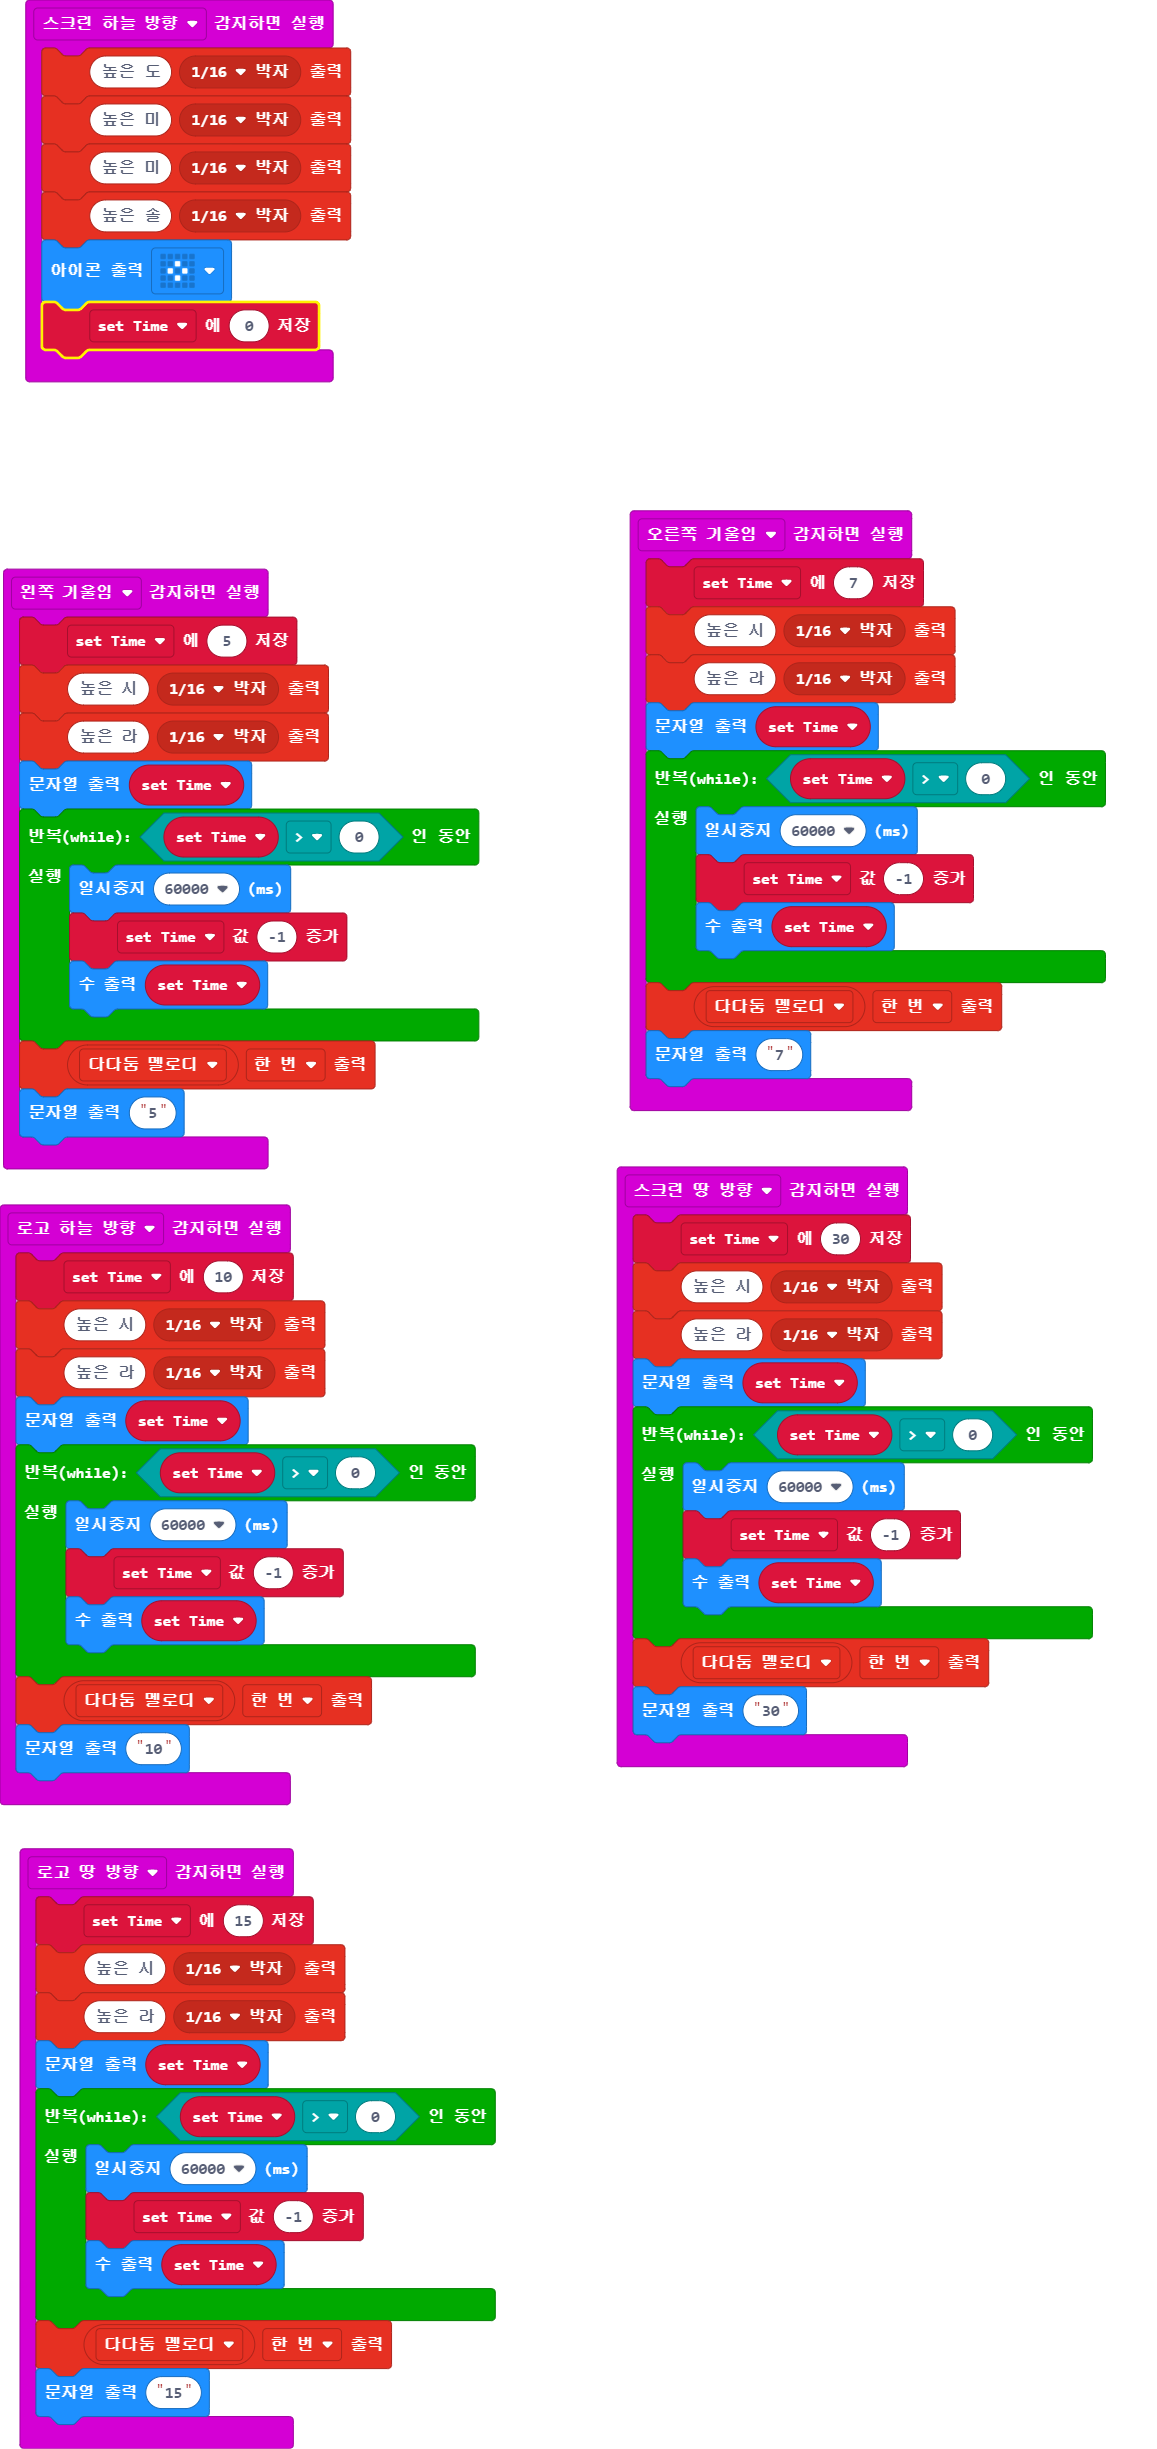 스크린 하늘 방향 감지하면 실행
높은 도 1/16 박자 출력
높은 미 1/16 박자 출력
높은 미 1/16 박자 출력
높은 솔 1/16 박자 출력
아이콘 출력
set Time 에 0 저장
왼쪽 기울임 감지하면 실행
set Time 에 5 저장
높은 시 1/16 박자 출력
높은 라 1/16 박자 출력
문자열 출력 set Time
반복(while): set Time > 0 인 동안
실행 일시중지 60000 (ms)
set Time 값 -1 증가
수 출력 set Time
다다둠 멜로디 한 번 출력
문자열 출력 "5"
오른쪽 기울임 감지하면 실행
set Time 에 7 저장
높은 시 1/16 박자 출력
높은 라 1/16 박자 출력
문자열 출력 set Time
반복(while): set Time > 0 인 동안
실행 일시중지 60000 (ms)
set Time 값 -1 증가
수 출력 set Time
다다둠 멜로디 한 번 출력
문자열 출력 "7"
로고 하늘 방향 감지하면 실행
set Time 에 10 저장
높은 시 1/16 박자 출력
높은 라 1/16 박자 출력
문자열 출력 set Time
반복(while): set Time > 0 인 동안
실행 일시중지 60000 (ms)
set Time 값 -1 증가
수 출력 set Time
다다둠 멜로디 한 번 출력
문자열 출력 "10"
스크린 땅 방향 감지하면 실행
set Time 에 30 저장
높은 시 1/16 박자 출력
높은 라 1/16 박자 출력
문자열 출력 set Time
반복(while): set Time > 0 인 동안
실행 일시중지 60000 (ms)
set Time 값 -1 증가
수 출력 set Time
다다둠 멜로디 한 번 출력
문자열 출력 "30"
로고 땅 방향 감지하면 실행
set Time 에 15 저장
높은 시 1/16 박자 출력
높은 라 1/16 박자 출력
문자열 출력 set Time
반복(while): set Time > 0 인 동안
실행 일시중지 60000 (ms)
set Time 값 -1 증가
수 출력 set Time
다다둠 멜로디 한 번 출력
문자열 출력 "15"